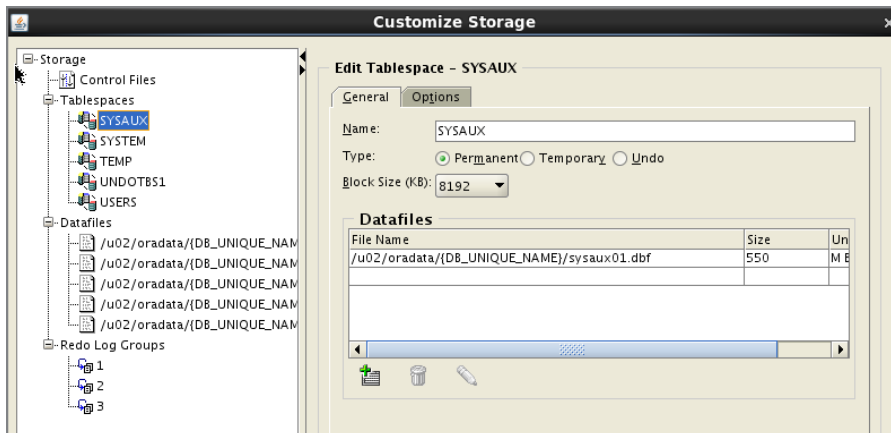 Customize Storage
Storage
Control Files
Tablespaces
SYSAUX
SYSTEM
TEMP
UNDOTBS1
USERS
Datafiles
/u02/oradata/{DB_UNIQUE_NAM
/u02/oradata/{DB_UNIQUE_NAM
/u02/oradata/{DB_UNIQUE_NAM
/u02/oradata/{DB_UNIQUE_NAM
/u02/oradata/{DB_UNIQUE_NAM
Redo Log Groups
1
2
3
Edit Tablespace - SYSAUX
General Options
Name: SYSAUX
Type: Permanent Temporary Undo
Block Size (KB): 8192
Datafiles
File Name Size Un
/u02/oradata/{DB_UNIQUE_NAME}/sysaux01.dbf 550 M B